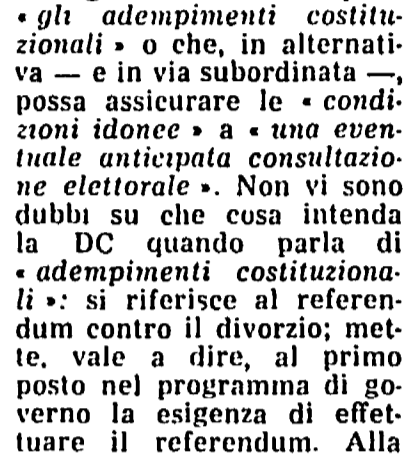 « gli adempimenti costitu-
zionali » o che, in alternati-
va — e in via subordinata —,
possa assicurare le « condi-
zioni idonee » a « una even-
tuale anticipata consultazio-
ne elettorale ». Non vi sono
dubbi su che cosa intenda
la DC quando parla di
« adempimenti costituziona-
li »: si riferisce al referen-
dum contro il divorzio; met-
te, vale a dire, al primo
posto nel programma di go-
verno la esigenza di effet-
tuare il referendum. Alla